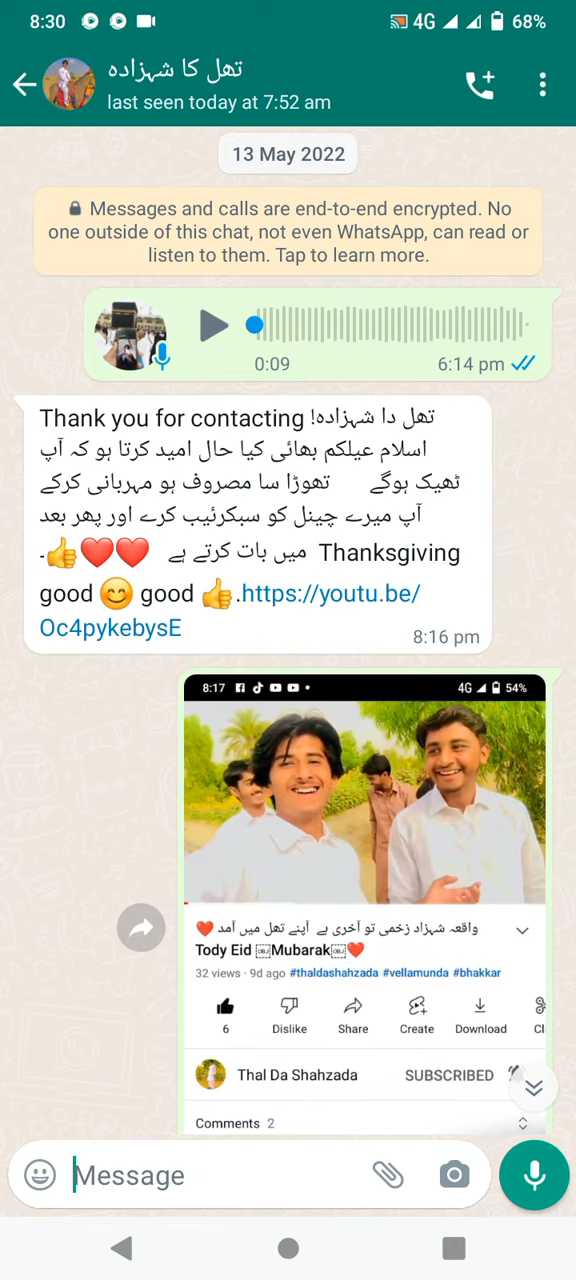 8:30 4G 68%
تھل کا شہزادہ
last seen today at 7:52 am
13 May 2022
Messages and calls are end-to-end encrypted. No
one outside of this chat, not even WhatsApp, can read or
listen to them. Tap to learn more.
0:09 6:14 pm
Thank you for contacting تھل دا شہزادہ!
اسلام عیلکم بھائی کیا حال امید کرتا ہو کہ آپ
ٹھیک ہوگے تھوڑا سا مصروف ہو مہربانی کرکے
آپ میرے چینل کو سبکرئیب کرے اور پھر بعد
میں بات کرتے ہے ❤️❤️👍۔ Thanksgiving
good 😊 good 👍.https://youtu.be/
Oc4pykebysE
8:16 pm
8:17 4G 54%
واقعہ شہزاد زخمی تو آخری ہے آپنے تھل میں آمد ❤️
Tody Eid ￼Mubarak￼❤️
32 views · 9d ago #thaldashahzada #vellamunda #bhakkar
6 Dislike Share Create Download Cl
Thal Da Shahzada SUBSCRIBED
Comments 2
Message